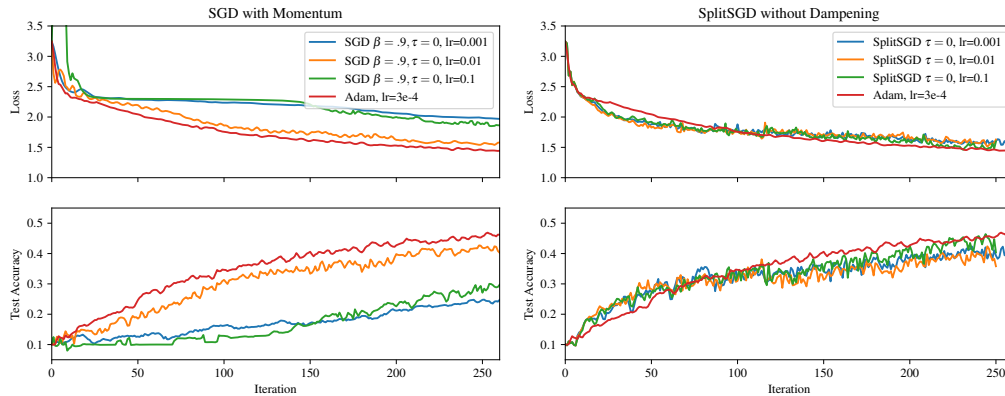 SGD with Momentum
3.5
3.0
2.5
2.0
1.5
1.0
Loss
SGD β = .9, τ = 0, lr=0.001
SGD β = .9, τ = 0, lr=0.01
SGD β = .9, τ = 0, lr=0.1
Adam, lr=3e-4
0.5
0.4
0.3
0.2
0.1
Test Accuracy
0
50
100
150
200
250
Iteration
SplitSGD without Dampening
3.5
3.0
2.5
2.0
1.5
1.0
Loss
SplitSGD τ = 0, lr=0.001
SplitSGD τ = 0, lr=0.01
SplitSGD τ = 0, lr=0.1
Adam, lr=3e-4
0.5
0.4
0.3
0.2
0.1
Test Accuracy
0
50
100
150
200
250
Iteration